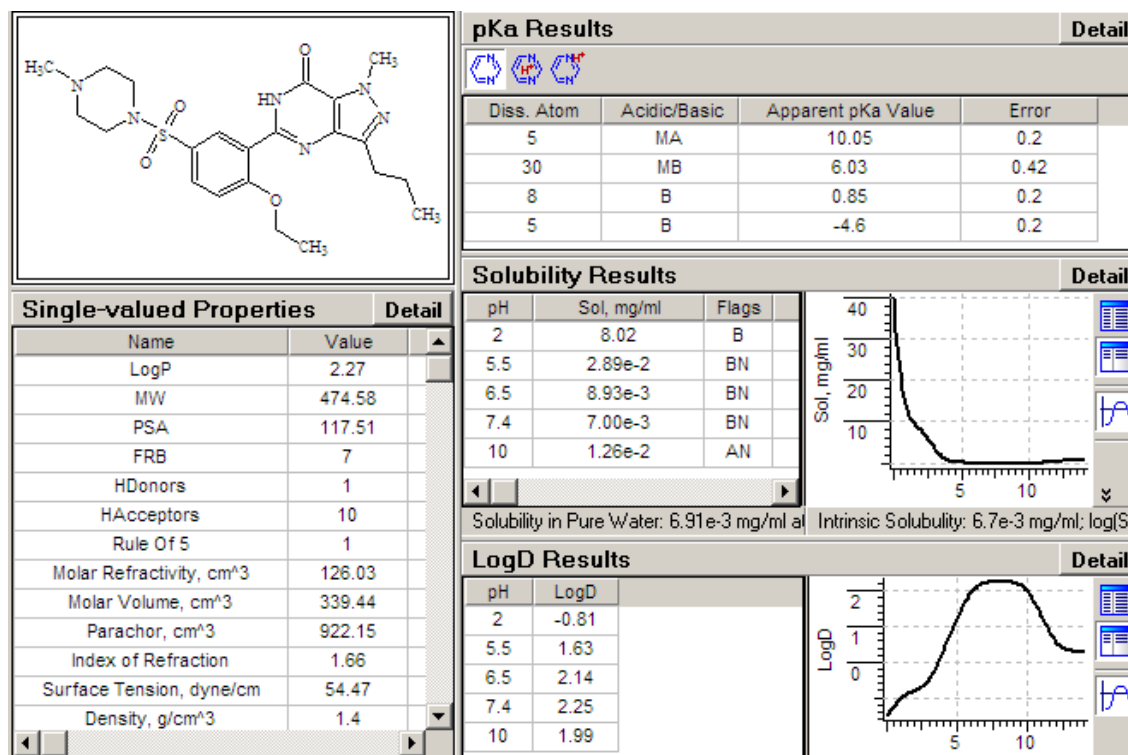 H₃C
N
N
S
O
O
O
HN
N
N
N
CH₃
O
CH₃
CH₃
Single-valued Properties Detail
Name Value
LogP 2.27
MW 474.58
PSA 117.51
FRB 7
HDonors 1
HAcceptors 10
Rule Of 5 1
Molar Refractivity, cm^3 126.03
Molar Volume, cm^3 339.44
Parachor, cm^3 922.15
Index of Refraction 1.66
Surface Tension, dyne/cm 54.47
Density, g/cm^3 1.4
pKa Results Detail
Diss. Atom Acidic/Basic Apparent pKa Value Error
5 MA 10.05 0.2
30 MB 6.03 0.42
8 B 0.85 0.2
5 B -4.6 0.2
Solubility Results Detail
pH Sol, mg/ml Flags
2 8.02 B
5.5 2.89e-2 BN
6.5 8.93e-3 BN
7.4 7.00e-3 BN
10 1.26e-2 AN
Sol, mg/ml
40
30
20
10
5 10
Solubility in Pure Water: 6.91e-3 mg/ml a
Intrinsic Solubulity: 6.7e-3 mg/ml; log(S
LogD Results Detail
pH LogD
2 -0.81
5.5 1.63
6.5 2.14
7.4 2.25
10 1.99
LogD
2
1
0
5 10